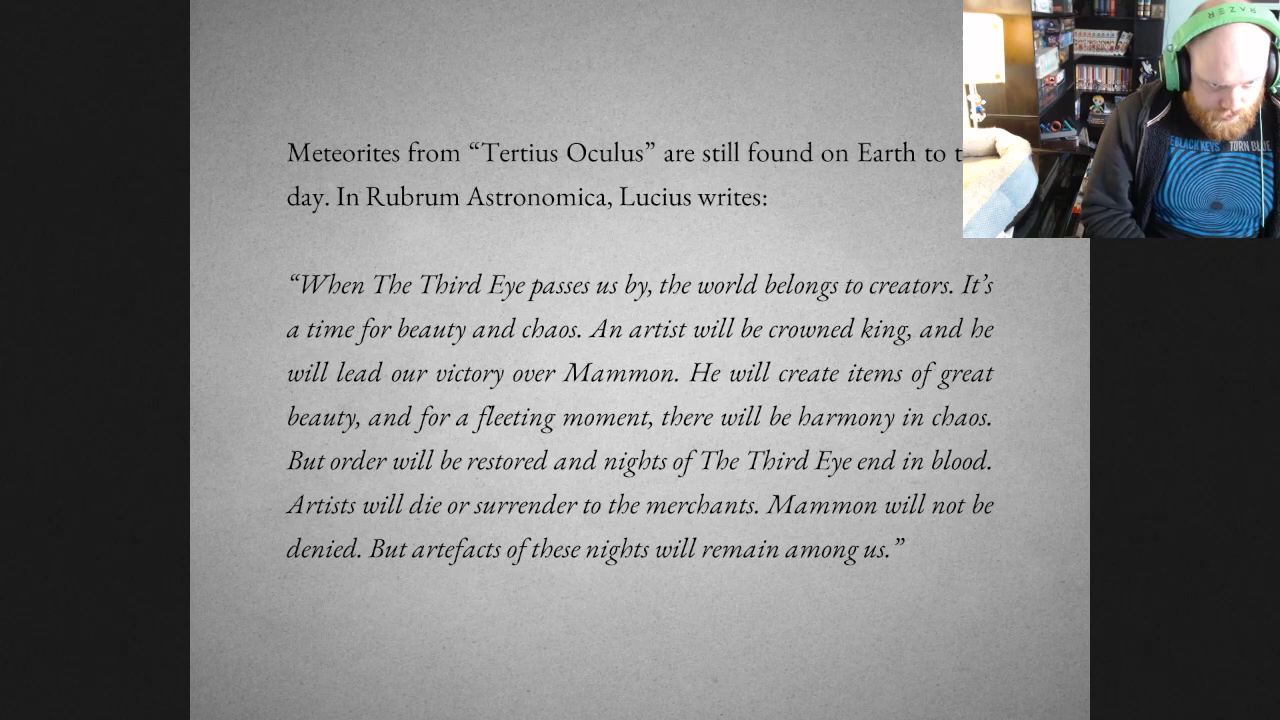 Meteorites from “Tertius Oculus” are still found on Earth to t
day. In Rubrum Astronomica, Lucius writes:
“When The Third Eye passes us by, the world belongs to creators. It’s
a time for beauty and chaos. An artist will be crowned king, and he
will lead our victory over Mammon. He will create items of great
beauty, and for a fleeting moment, there will be harmony in chaos.
But order will be restored and nights of The Third Eye end in blood.
Artists will die or surrender to the merchants. Mammon will not be
denied. But artefacts of these nights will remain among us.”
RAZER
BLACK KEYS TURN BLUE